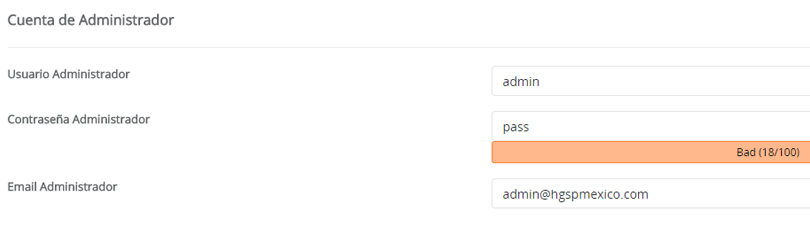 Cuenta de Administrador
Usuario Administrador
admin
Contraseña Administrador
pass
Bad (18/100)
Email Administrador
admin@hgspmexico.com